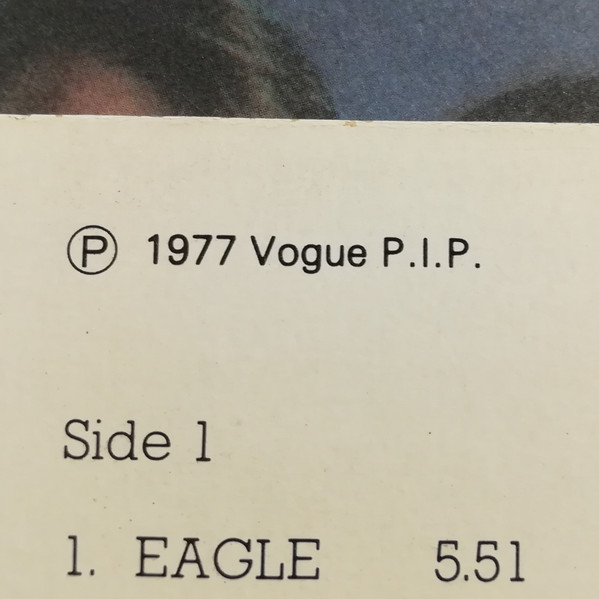 Ⓟ 1977 Vogue P.I.P.
Side 1
1. EAGLE 5.51